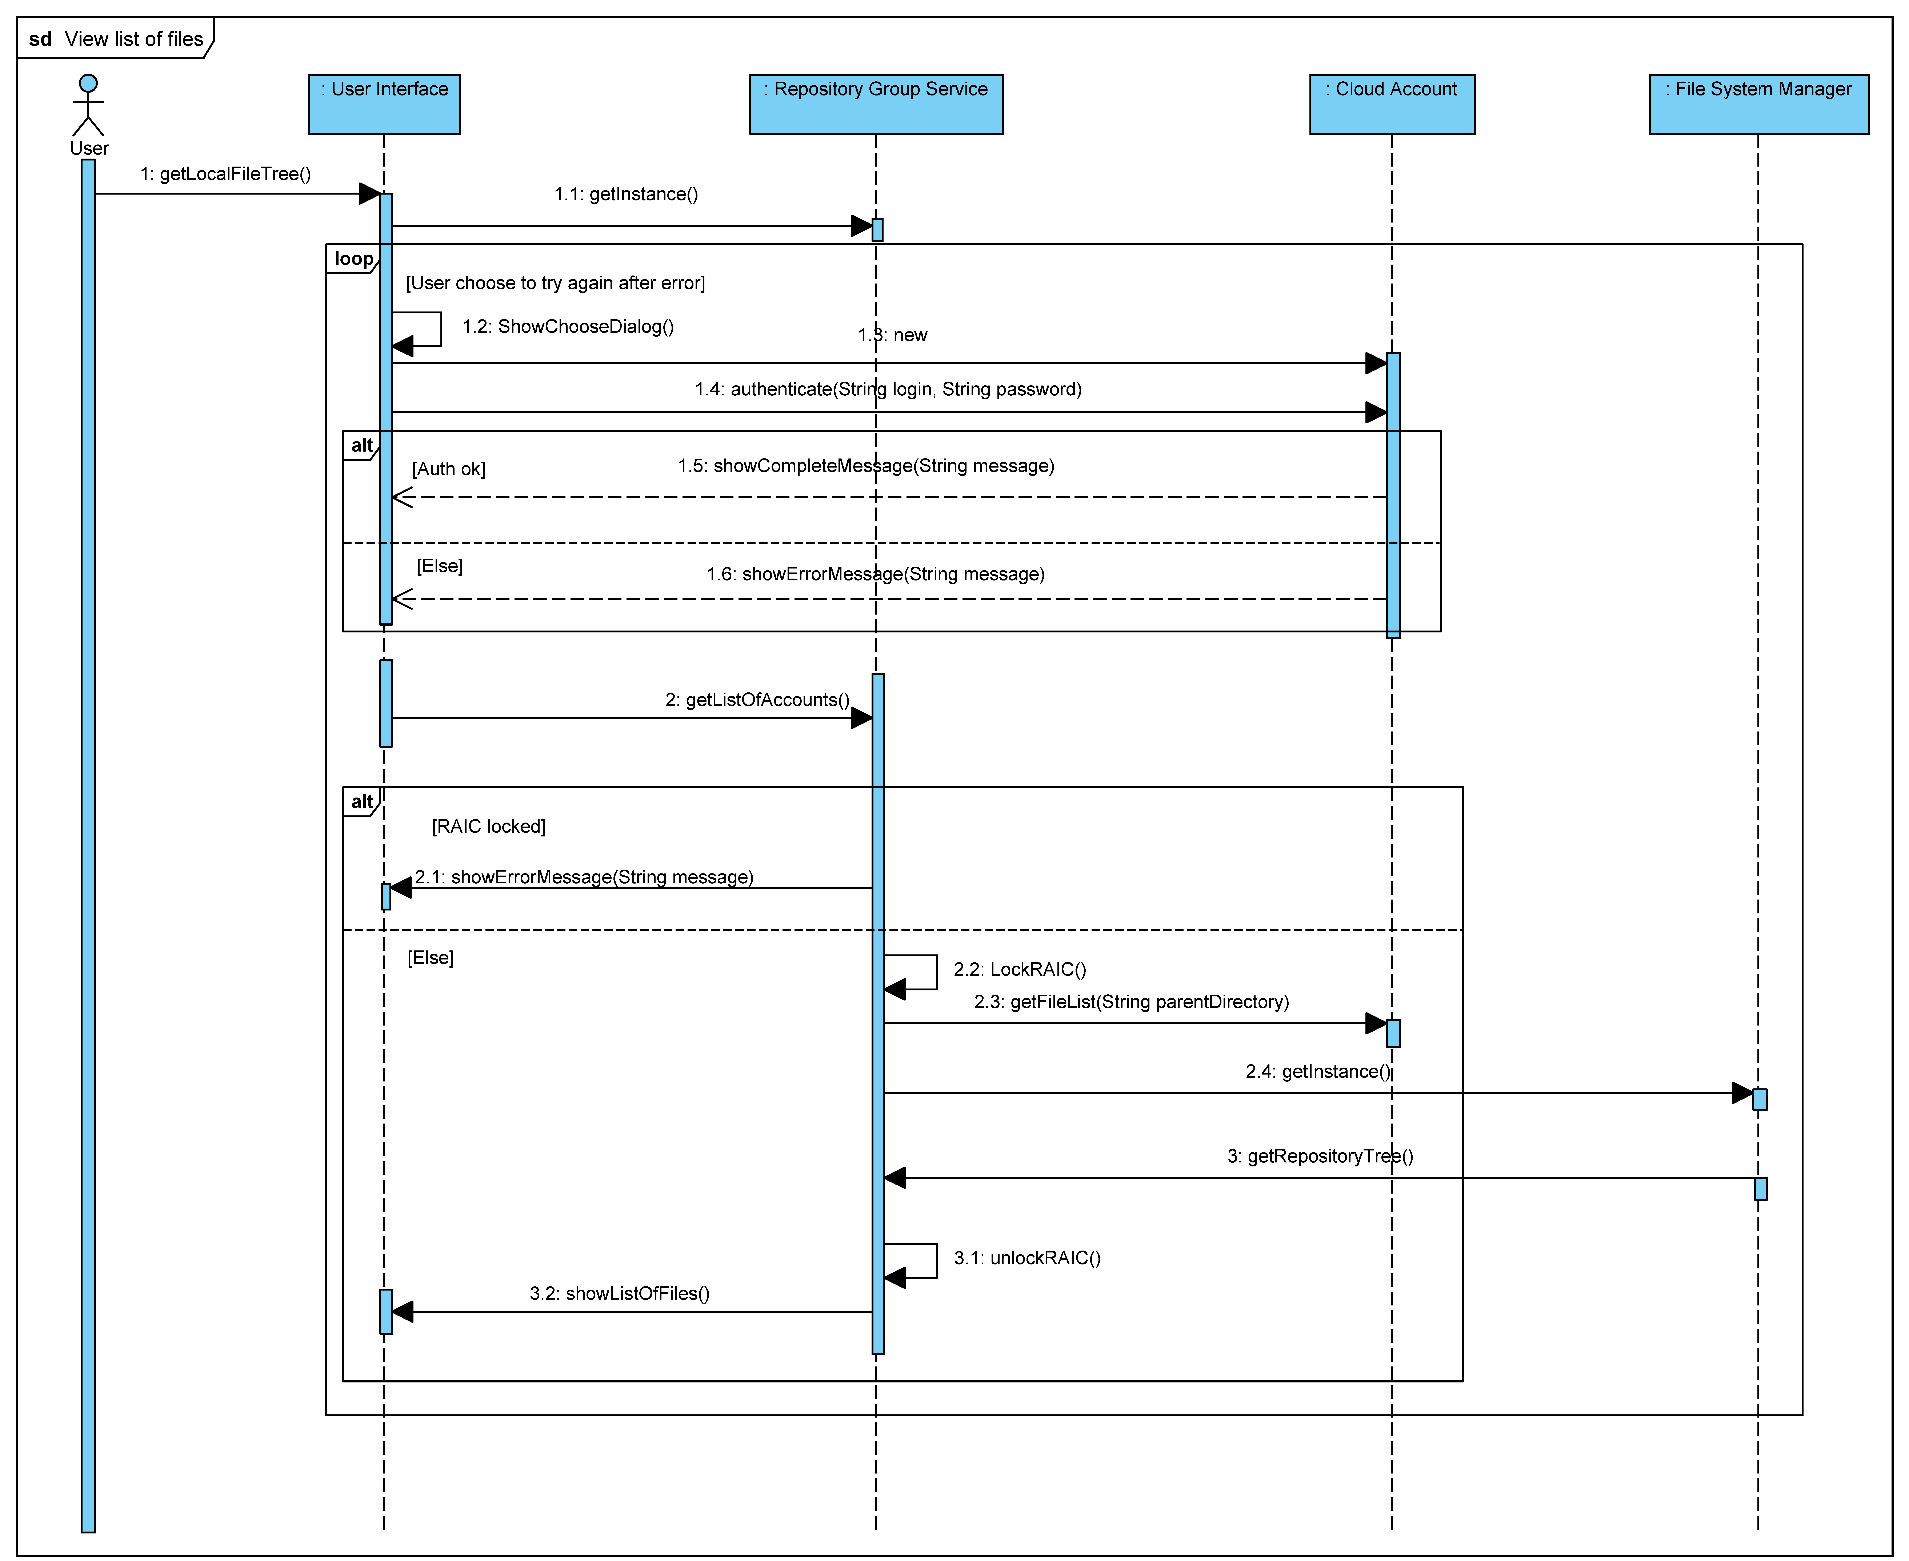 sd View list of files
User
: User Interface
: Repository Group Service
: Cloud Account
: File System Manager
1: getLocalFileTree()
1.1: getInstance()
loop
[User choose to try again after error]
1.2: ShowChooseDialog()
1.3: new
1.4: authenticate(String login, String password)
alt
[Auth ok]
1.5: showCompleteMessage(String message)
[Else]
1.6: showErrorMessage(String message)
2: getListOfAccounts()
alt
[RAIC locked]
2.1: showErrorMessage(String message)
[Else]
2.2: LockRAIC()
2.3: getFileList(String parentDirectory)
2.4: getInstance()
3: getRepositoryTree()
3.1: unlockRAIC()
3.2: showListOfFiles()